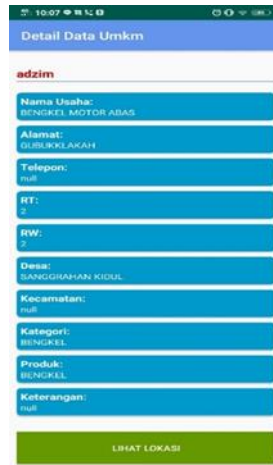 10:07
Detail Data Umkm
adzim
Nama Usaha:
BENGKEL MOTOR ABAS
Alamat:
GUBUKKLAKAH
Telepon:
null
RT:
2
RW:
2
Desa:
SANGGRAHAN KIDUL
Kecamatan:
null
Kategori:
BENGKEL
Produk:
BENGKEL
Keterangan:
null
LIHAT LOKASI